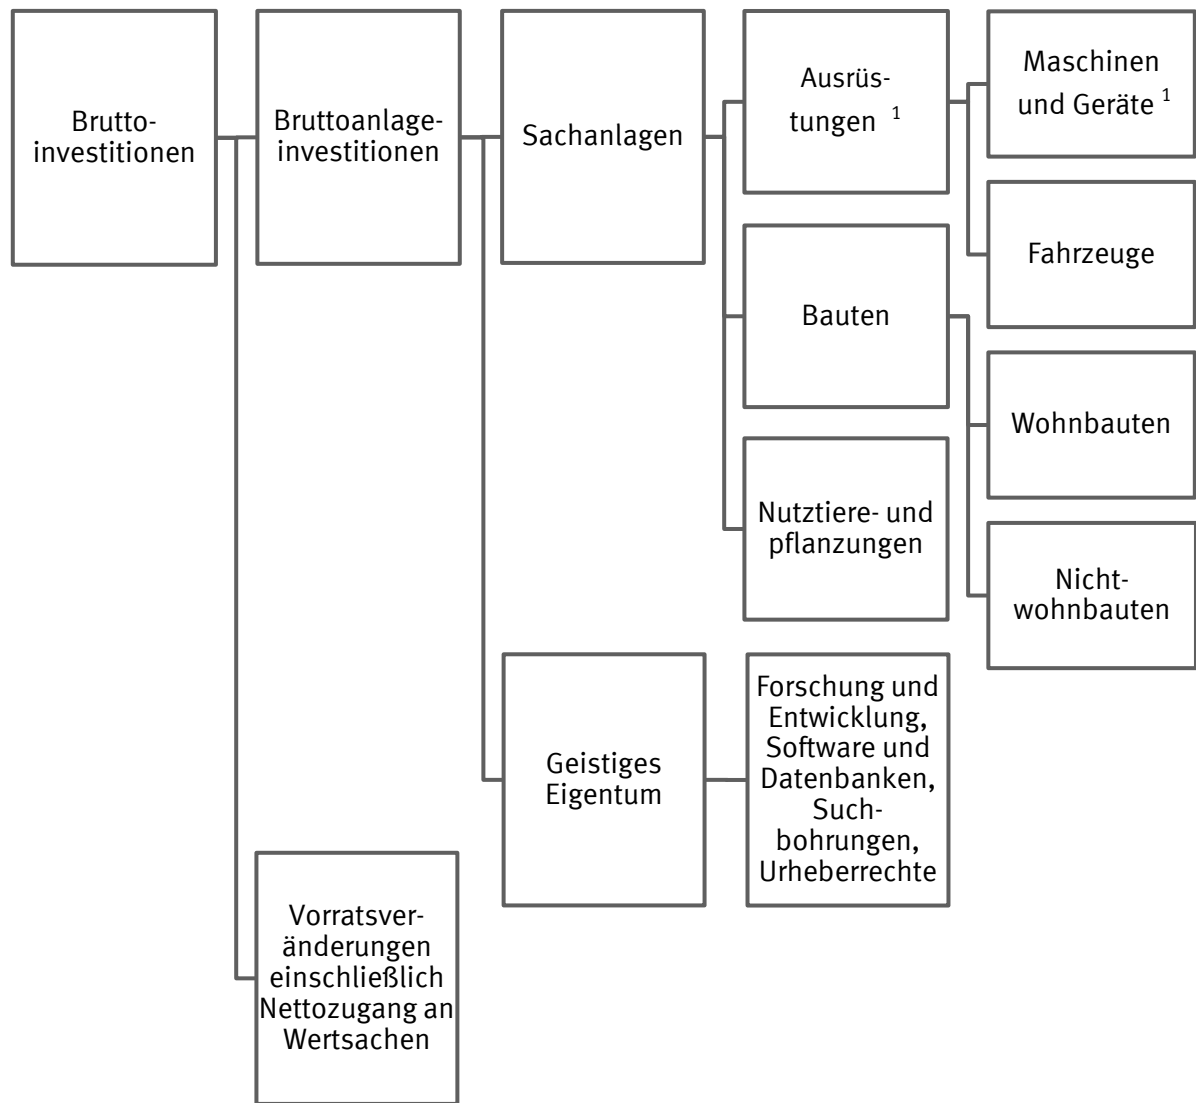 Brutto-
investitionen
Bruttoanlage-
investitionen
Sachanlagen
Ausrüs-
tungen ¹
Maschinen
und Geräte ¹
Fahrzeuge
Bauten
Wohnbauten
Nicht-
wohnbauten
Nutztiere- und
pflanzungen
Geistiges
Eigentum
Forschung und
Entwicklung,
Software und
Datenbanken,
Such-
bohrungen,
Urheberrechte
Vorratsver-
änderungen
einschließlich
Nettozugang an
Wertsachen